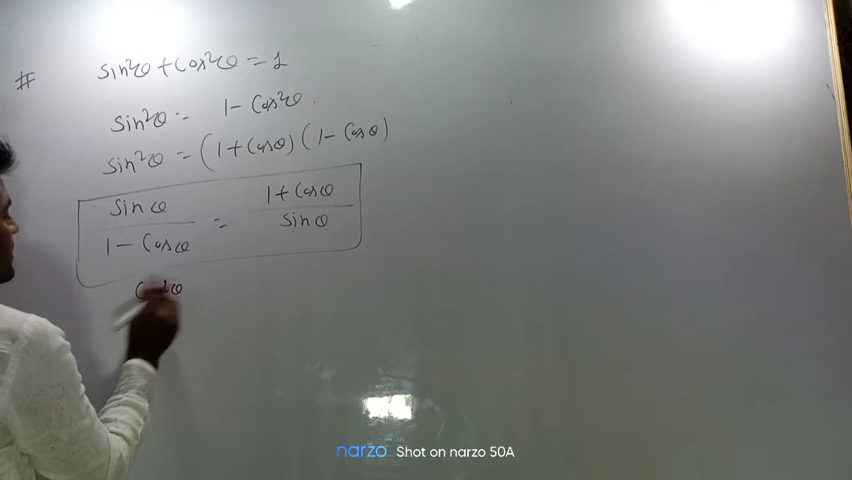 # sin²θ + cos²θ = 1
sin²θ = 1 - cos²θ.
sin²θ = (1 + cosθ) (1 - cosθ)
sinθ / 1 - cosθ = 1 + cosθ / sinθ
narzo Shot on narzo 50A